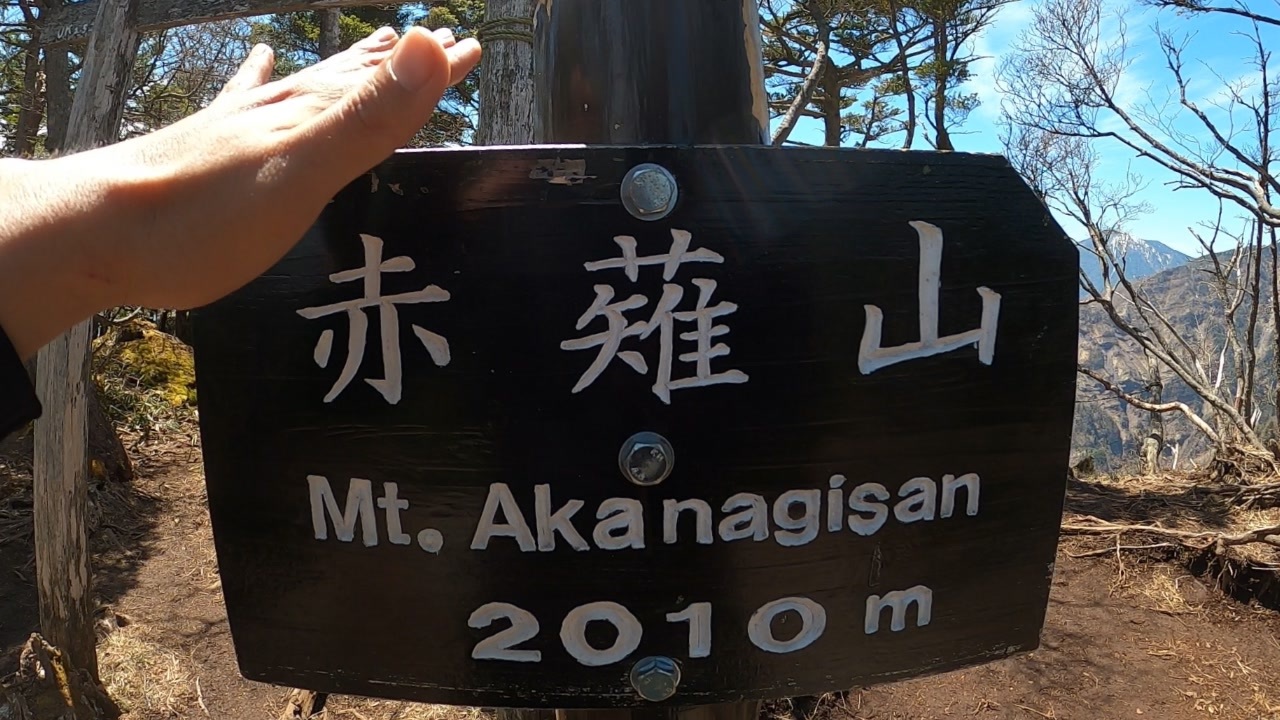 赤薙山
Mt. Akanagisan
2010 m